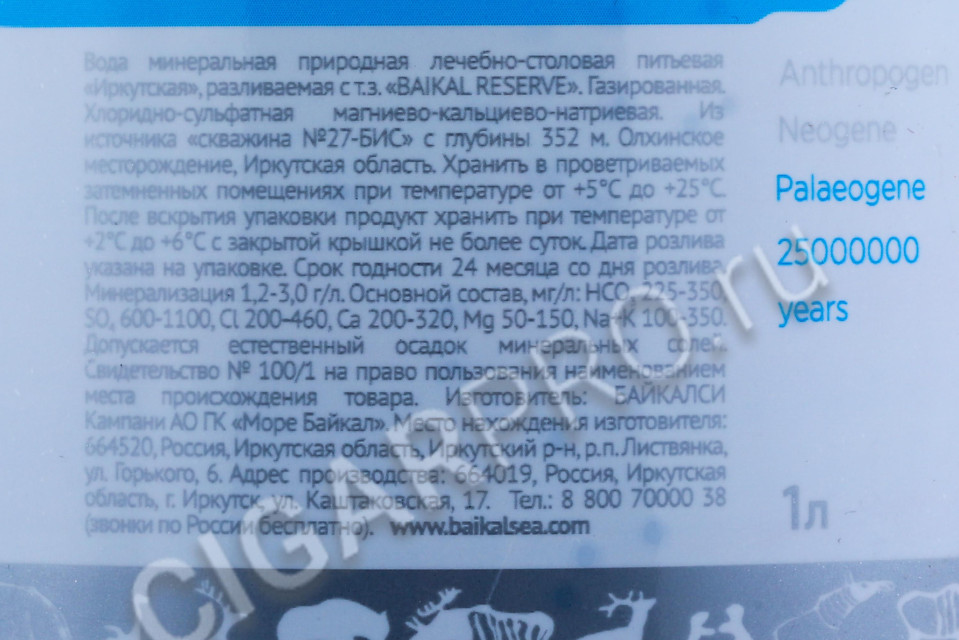 Вода минеральная природная лечебно-столовая питьевая
«Иркутская», разливаемая с т.з. «BAIKAL RESERVE». Газированная.
Хлоридно-сульфатная магниево-кальциево-натриевая. Из
источника «скважина №27-БИС» с глубины 352 м. Олхинское
месторождение, Иркутская область. Хранить в проветриваемых
затемненных помещениях при температуре от +5°С до +25°С.
После вскрытия упаковки продукт хранить при температуре от
+2°С до +6°С с закрытой крышкой не более суток. Дата розлива
указана на упаковке. Срок годности 24 месяца со дня розлива.
Минерализация 1,2-3,0 г/л. Основной состав, мг/л: HCO₃ 225-350,
SO₄ 600-1100, Cl 200-460, Ca 200-320, Mg 50-150, Na+K 100-350.
Допускается естественный осадок минеральных солей.
Свидетельство № 100/1 на право пользования наименованием
места происхождения товара. Изготовитель: БАЙКАЛСИ
Кампани АО ГК «Море Байкал». Место нахождения изготовителя:
664520, Россия, Иркутская область, Иркутский р-н, р.п. Листвянка,
ул. Горького, 6. Адрес производства: 664019, Россия, Иркутская
область, г. Иркутск, ул. Каштаковская, 17. Тел.: 8 800 70000 38
(звонки по России бесплатно). www.baikalsea.com
Anthropogen
Neogene
Palaeogene
25000000
years
1л
CIGARPRO.ru